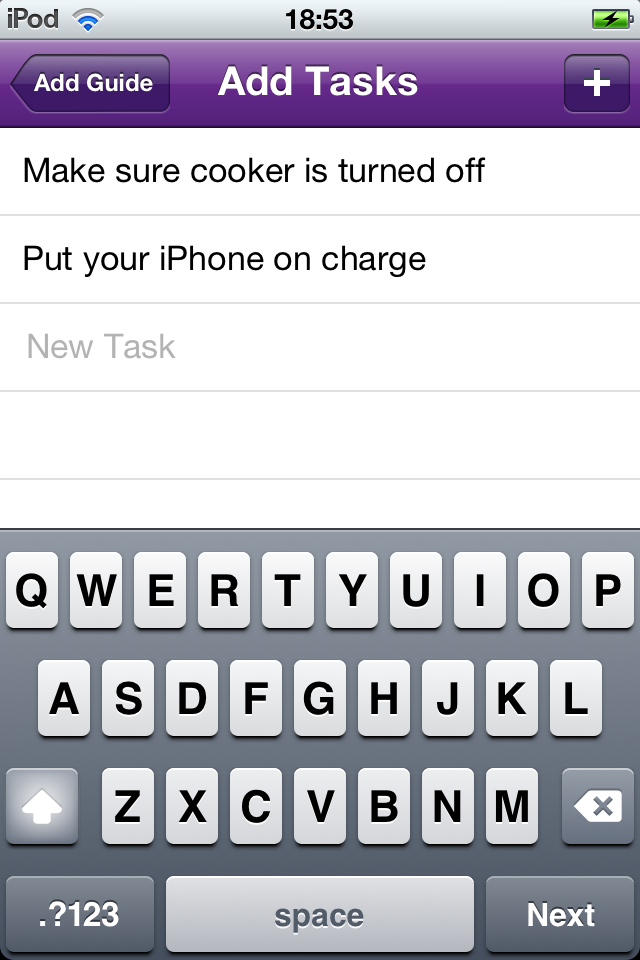 iPod 18:53
Add Guide Add Tasks +
Make sure cooker is turned off
Put your iPhone on charge
New Task
Q W E R T Y U I O P
A S D F G H J K L
Z X C V B N M
.?123 space Next